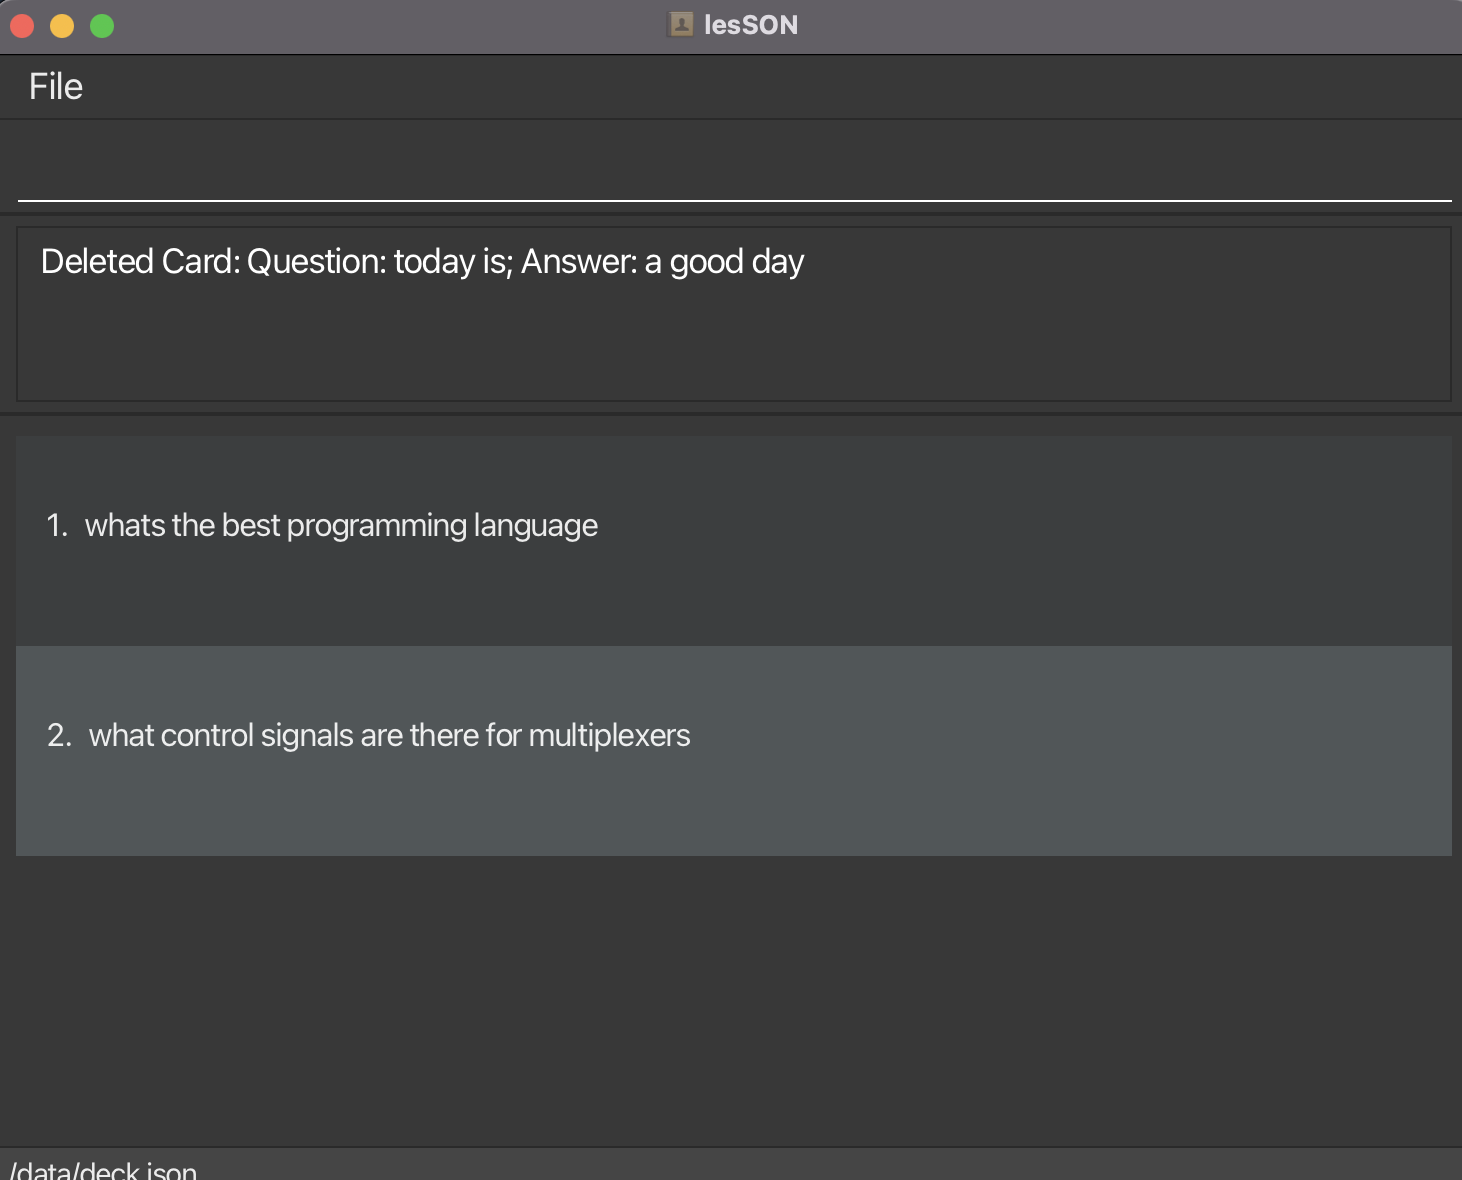 lesSON
File
Deleted Card: Question: today is; Answer: a good day
1. whats the best programming language
2. what control signals are there for multiplexers
/data/deck.json